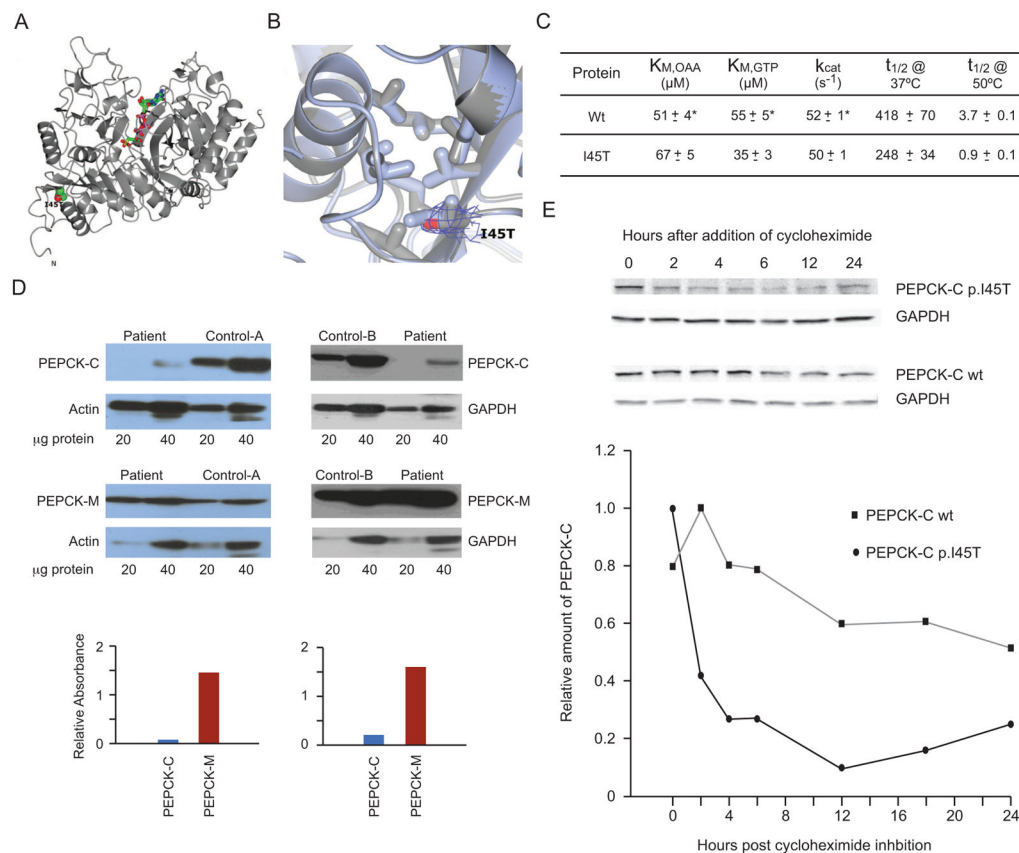 A
I45T
N
B
I45T
C
Protein K_M,OAA (µM) K_M,GTP (µM) k_cat (s⁻¹) t_1/2 @ 37ºC t_1/2 @ 50ºC
Wt 51 ± 4* 55 ± 5* 52 ± 1* 418 ± 70 3.7 ± 0.1
I45T 67 ± 5 35 ± 3 50 ± 1 248 ± 34 0.9 ± 0.1
D
Patient Control-A
PEPCK-C
Actin
µg protein 20 40 20 40
Control-B Patient
PEPCK-C
GAPDH
20 40 20 40
Patient Control-A
PEPCK-M
Actin
µg protein 20 40 20 40
Control-B Patient
PEPCK-M
GAPDH
20 40 20 40
Relative Absorbance
2
1
0
PEPCK-C
PEPCK-M
2
1
0
PEPCK-C
PEPCK-M
E
Hours after addition of cycloheximide
0 2 4 6 12 24
PEPCK-C p.I45T
GAPDH
PEPCK-C wt
GAPDH
Relative amount of PEPCK-C
1.2
1.0
0.8
0.6
0.4
0.2
0
PEPCK-C wt
PEPCK-C p.I45T
0 4 8 12 16 20 24
Hours post cycloheximide inhbition